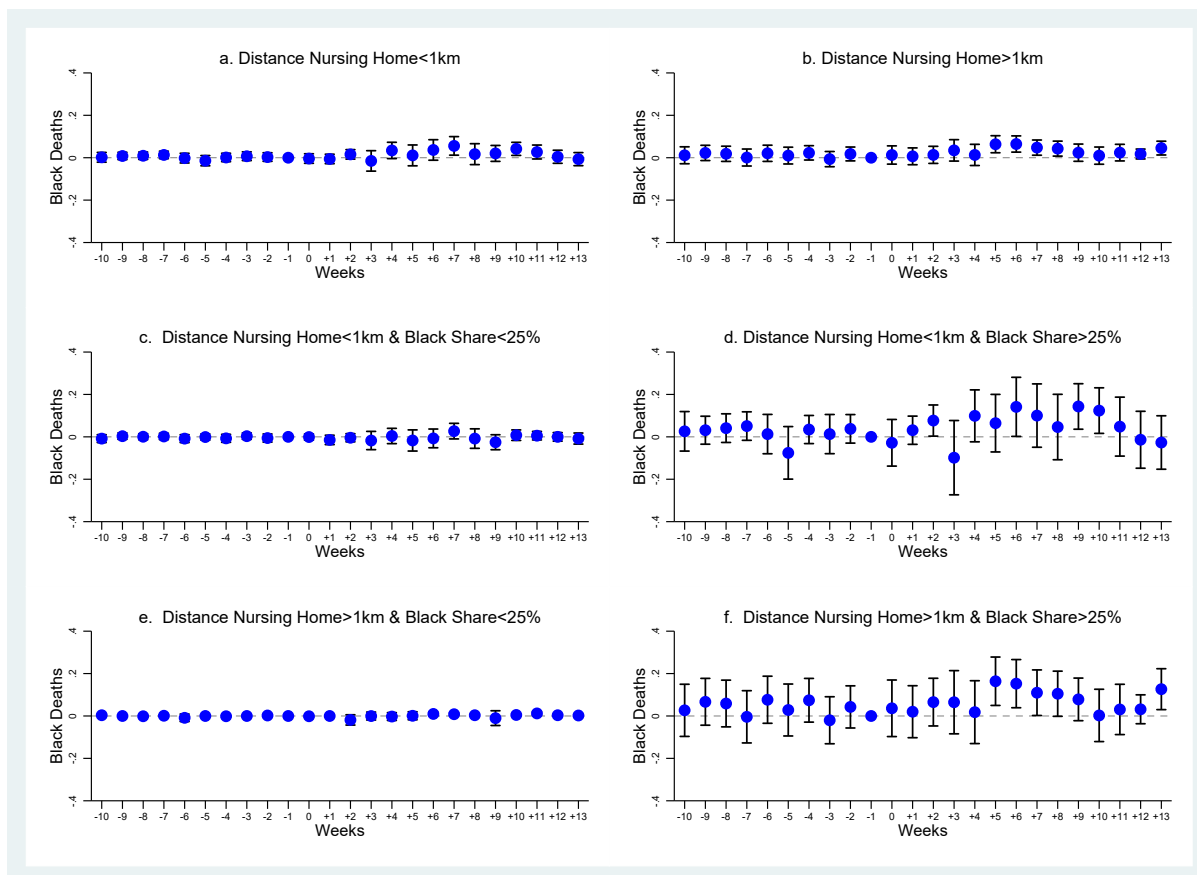 a. Distance Nursing Home<1km
Black Deaths
.4
.2
0
-.2
-.4
-10 -9 -8 -7 -6 -5 -4 -3 -2 -1 0 +1 +2 +3 +4 +5 +6 +7 +8 +9 +10 +11 +12 +13
Weeks
b. Distance Nursing Home>1km
Black Deaths
.4
.2
0
-.2
-.4
-10 -9 -8 -7 -6 -5 -4 -3 -2 -1 0 +1 +2 +3 +4 +5 +6 +7 +8 +9 +10 +11 +12 +13
Weeks
c. Distance Nursing Home<1km & Black Share<25%
Black Deaths
.4
.2
0
-.2
-.4
-10 -9 -8 -7 -6 -5 -4 -3 -2 -1 0 +1 +2 +3 +4 +5 +6 +7 +8 +9 +10 +11 +12 +13
Weeks
d. Distance Nursing Home<1km & Black Share>25%
Black Deaths
.4
.2
0
-.2
-.4
-10 -9 -8 -7 -6 -5 -4 -3 -2 -1 0 +1 +2 +3 +4 +5 +6 +7 +8 +9 +10 +11 +12 +13
Weeks
e. Distance Nursing Home>1km & Black Share<25%
Black Deaths
.4
.2
0
-.2
-.4
-10 -9 -8 -7 -6 -5 -4 -3 -2 -1 0 +1 +2 +3 +4 +5 +6 +7 +8 +9 +10 +11 +12 +13
Weeks
f. Distance Nursing Home>1km & Black Share>25%
Black Deaths
.4
.2
0
-.2
-.4
-10 -9 -8 -7 -6 -5 -4 -3 -2 -1 0 +1 +2 +3 +4 +5 +6 +7 +8 +9 +10 +11 +12 +13
Weeks